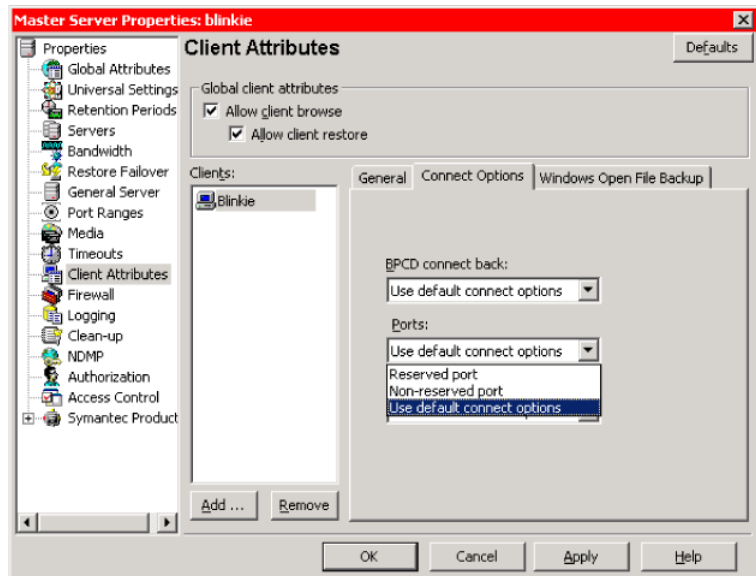 Master Server Properties: blinkie
Properties
Global Attributes
Universal Settings
Retention Periods
Servers
Bandwidth
Restore Failover
General Server
Port Ranges
Media
Timeouts
Client Attributes
Firewall
Logging
Clean-up
NDMP
Authorization
Access Control
Symantec Product
Client Attributes
Defaults
Global client attributes
Allow client browse
Allow client restore
Clients:
Blinkie
Add ...
Remove
General
Connect Options
Windows Open File Backup
BPCD connect back:
Use default connect options
Ports:
Use default connect options
Reserved port
Non-reserved port
Use default connect options
OK
Cancel
Apply
Help